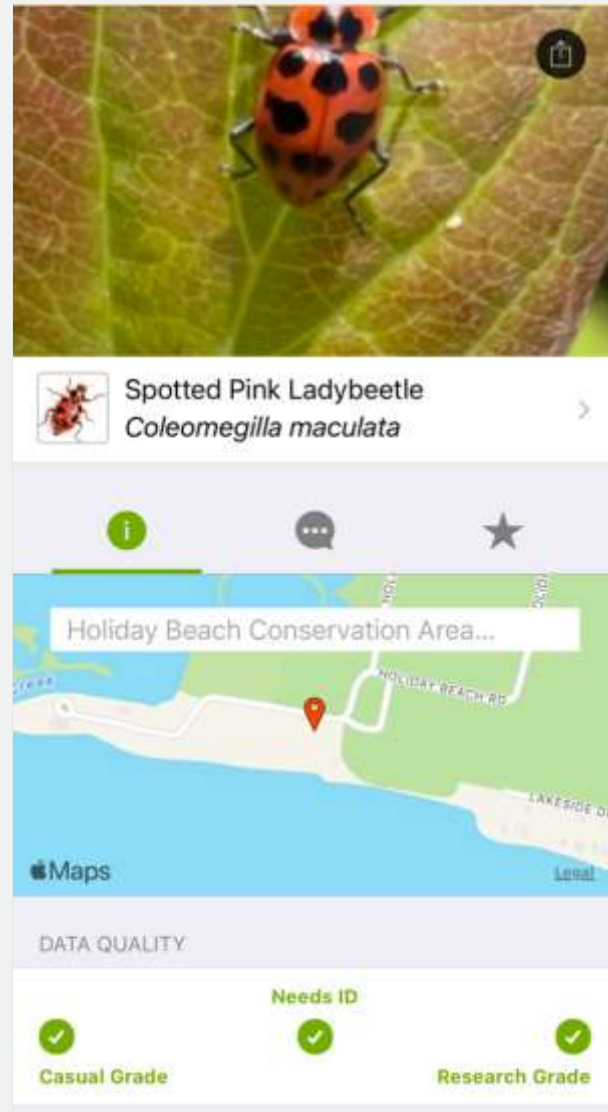 Spotted Pink Ladybeetle
Coleomegilla maculata
i
Holiday Beach Conservation Area...
HOLIDAY BEACH RD
LAKESIDE D
Maps
Legal
DATA QUALITY
Needs ID
Casual Grade
Research Grade